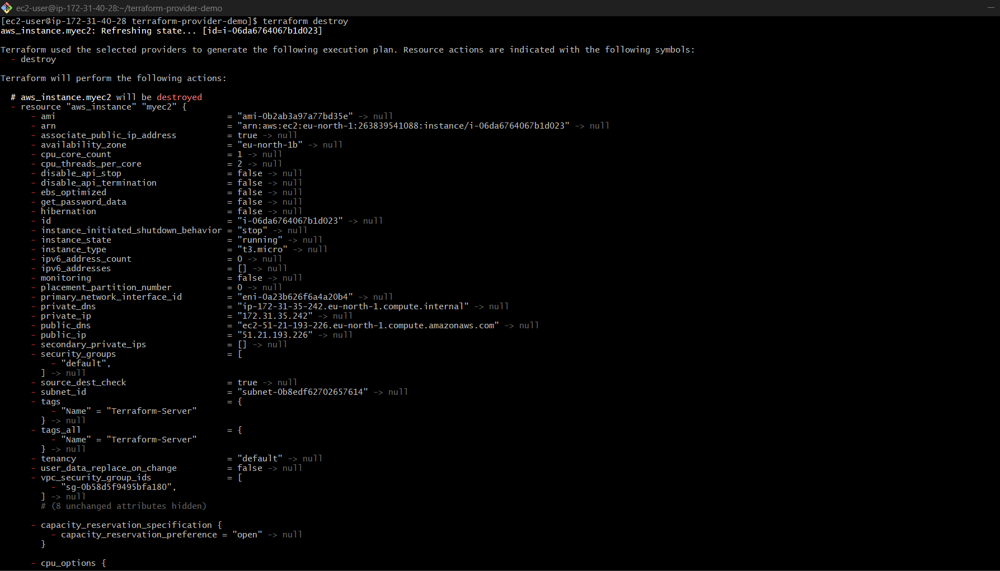 ec2-user@ip-172-31-40-28:~/terraform-provider-demo
[ec2-user@ip-172-31-40-28 terraform-provider-demo]$ terraform destroy
aws_instance.myec2: Refreshing state... [id=i-06da6764067b1d023]
Terraform used the selected providers to generate the following execution plan. Resource actions are indicated with the following symbols:
- destroy
Terraform will perform the following actions:
# aws_instance.myec2 will be destroyed
- resource "aws_instance" "myec2" {
- ami = "ami-0b2ab3a97a77bd35e" -> null
- arn = "arn:aws:ec2:eu-north-1:263839541088:instance/i-06da6764067b1d023" -> null
- associate_public_ip_address = true -> null
- availability_zone = "eu-north-1b" -> null
- cpu_core_count = 1 -> null
- cpu_threads_per_core = 2 -> null
- disable_api_stop = false -> null
- disable_api_termination = false -> null
- ebs_optimized = false -> null
- get_password_data = false -> null
- hibernation = false -> null
- id = "i-06da6764067b1d023" -> null
- instance_initiated_shutdown_behavior = "stop" -> null
- instance_state = "running" -> null
- instance_type = "t3.micro" -> null
- ipv6_address_count = 0 -> null
- ipv6_addresses = [] -> null
- monitoring = false -> null
- placement_partition_number = 0 -> null
- primary_network_interface_id = "eni-0a23b626f6a4a20b4" -> null
- private_dns = "ip-172-31-35-242.eu-north-1.compute.internal" -> null
- private_ip = "172.31.35.242" -> null
- public_dns = "ec2-51-21-193-226.eu-north-1.compute.amazonaws.com" -> null
- public_ip = "51.21.193.226" -> null
- secondary_private_ips = [] -> null
- security_groups = [
- "default",
] -> null
- source_dest_check = true -> null
- subnet_id = "subnet-0b8edf62702657614" -> null
- tags = {
- "Name" = "Terraform-Server"
} -> null
- tags_all = {
- "Name" = "Terraform-Server"
} -> null
- tenancy = "default" -> null
- user_data_replace_on_change = false -> null
- vpc_security_group_ids = [
- "sg-0b58d5f9495bfa180",
] -> null
# (8 unchanged attributes hidden)
- capacity_reservation_specification {
- capacity_reservation_preference = "open" -> null
}
- cpu_options {